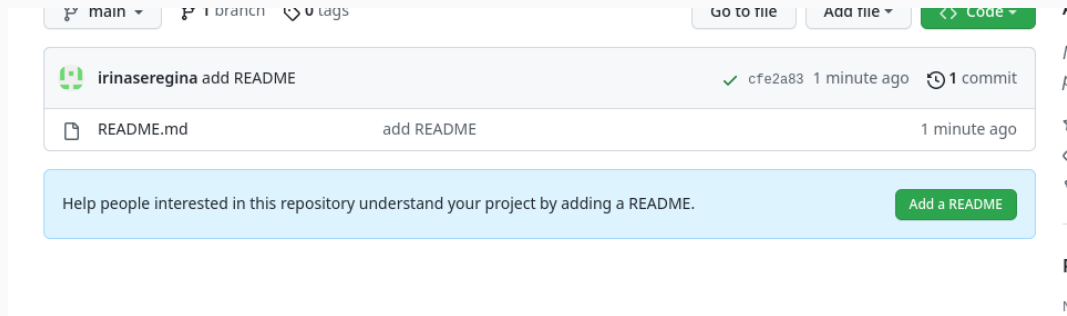 main 1 branch 0 tags Go to file Add file <> Code
irinaseregina add README cfe2a83 1 minute ago 1 commit
README.md add README 1 minute ago
Help people interested in this repository understand your project by adding a README. Add a README